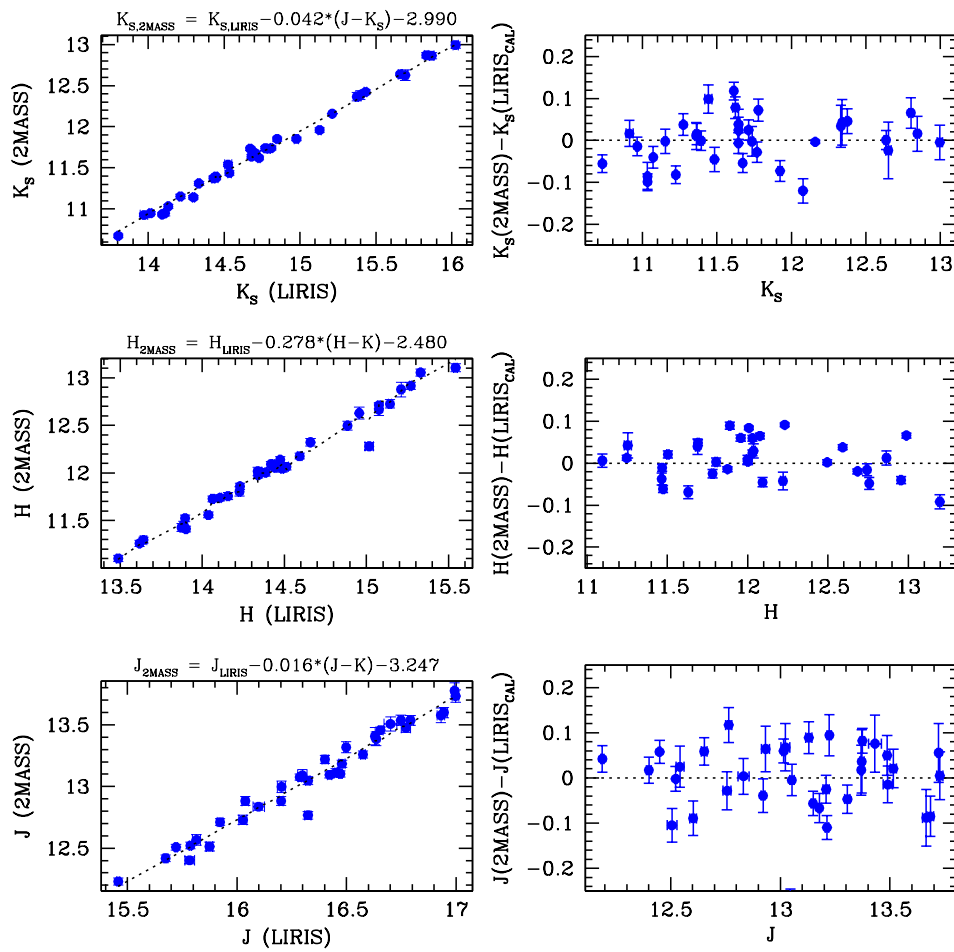 K_S,2MASS = K_S,LIRIS−0.042*(J−K_S)−2.990
13
12.5
12
11.5
11
K_S (2MASS)
14 14.5 15 15.5 16
K_S (LIRIS)
0.2
0.1
0
−0.1
−0.2
K_S(2MASS)−K_S(LIRIS_CAL)
11 11.5 12 12.5 13
K_S
H_2MASS = H_LIRIS−0.278*(H−K)−2.480
13
12.5
12
11.5
H (2MASS)
13.5 14 14.5 15 15.5
H (LIRIS)
0.2
0.1
0
−0.1
−0.2
H(2MASS)−H(LIRIS_CAL)
11 11.5 12 12.5 13
H
J_2MASS = J_LIRIS−0.016*(J−K)−3.247
13.5
13
12.5
J (2MASS)
15.5 16 16.5 17
J (LIRIS)
0.2
0.1
0
−0.1
−0.2
J(2MASS)−J(LIRIS_CAL)
12.5 13 13.5
J